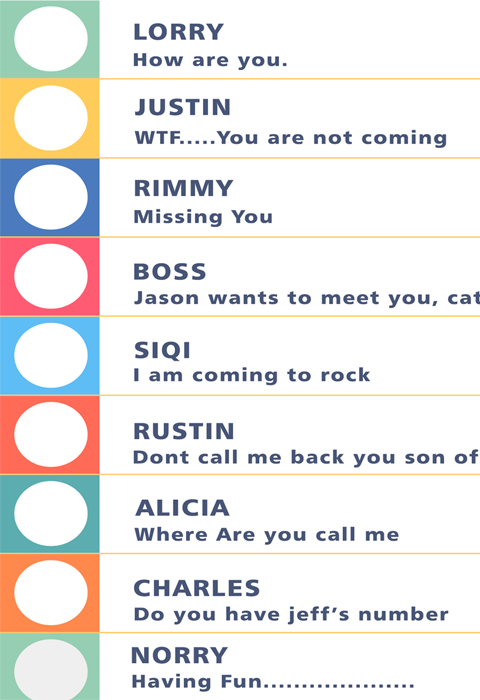 LORRY
How are you.
JUSTIN
WTF.....You are not coming
RIMMY
Missing You
BOSS
Jason wants to meet you, cat
SIQI
I am coming to rock
RUSTIN
Dont call me back you son of
ALICIA
Where Are you call me
CHARLES
Do you have jeff’s number
NORRY
Having Fun....................